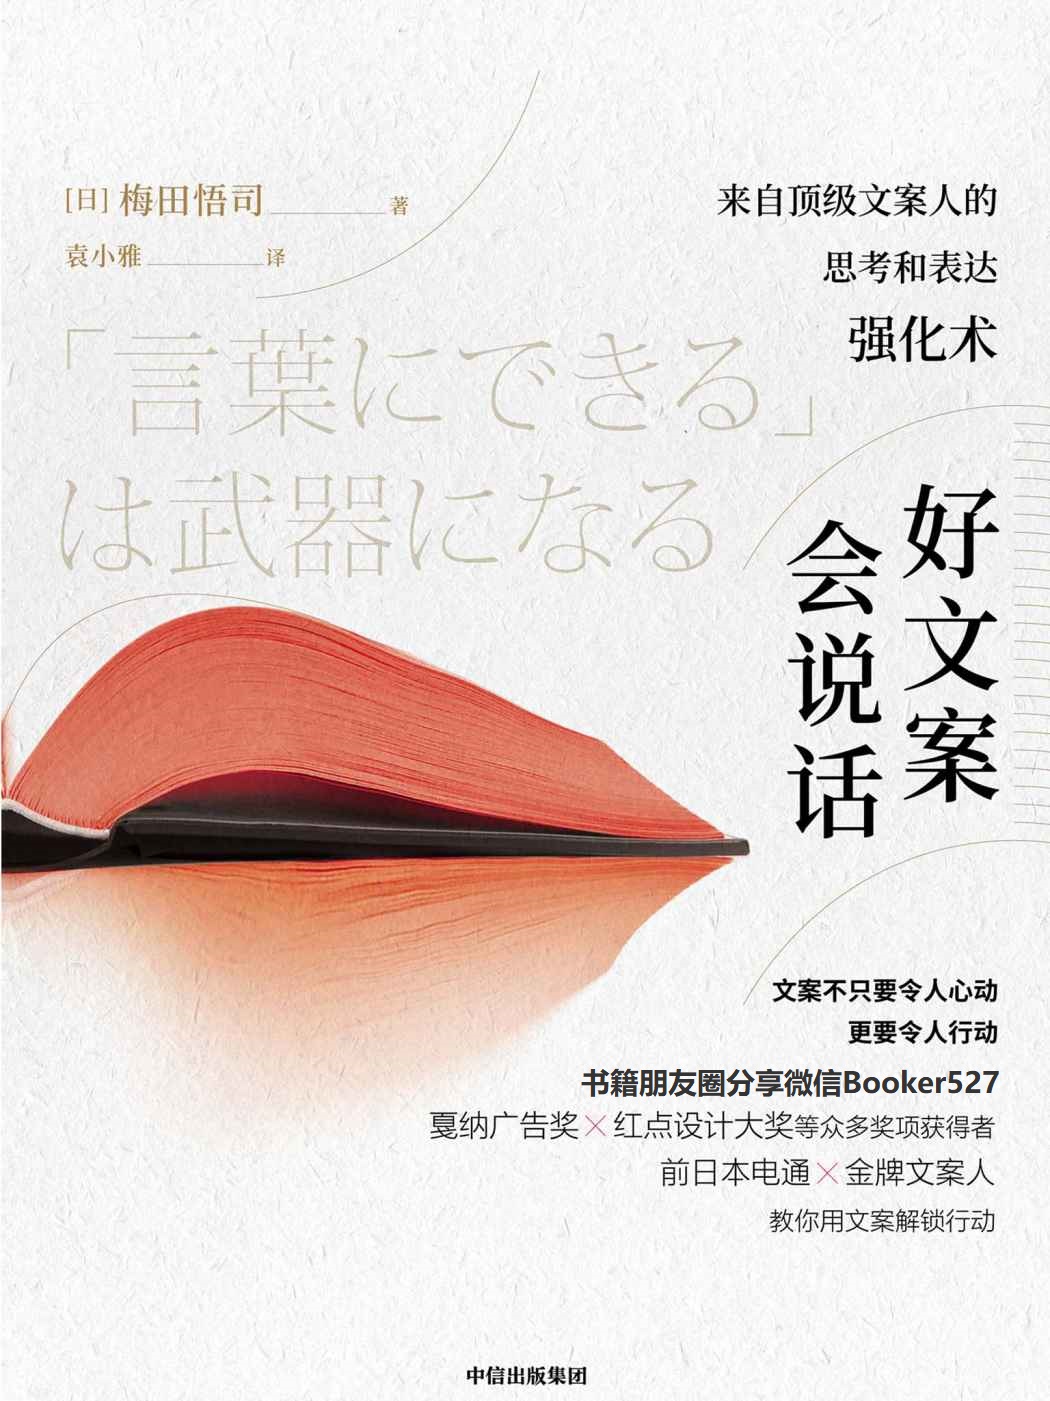 [日] 梅田悟司 著
袁小雅 译
来自顶级文案人的
思考和表达
强化术
「言葉にできる」
は武器になる
好文案
会说话
文案不只要令人心动
更要令人行动
书籍朋友圈分享微信Booker527
戛纳广告奖×红点设计大奖等众多奖项获得者
前日本电通×金牌文案人
教你用文案解锁行动
中信出版集团